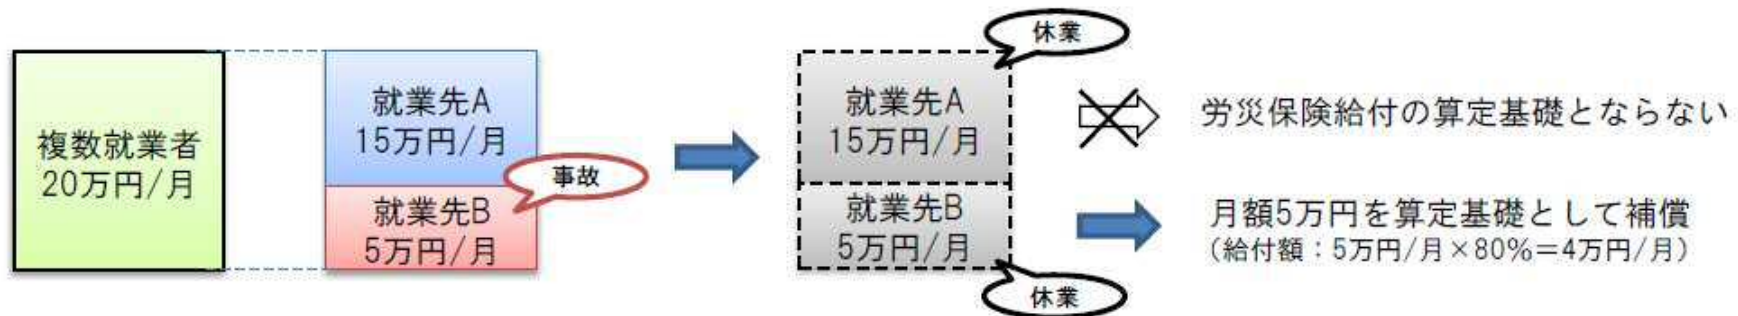 複数就業者
20万円/月
就業先A
15万円/月
事故
就業先B
5万円/月
休業
就業先A
15万円/月
就業先B
5万円/月
休業
労災保険給付の算定基礎とならない
月額5万円を算定基礎として補償
（給付額：5万円/月×80％＝4万円/月）